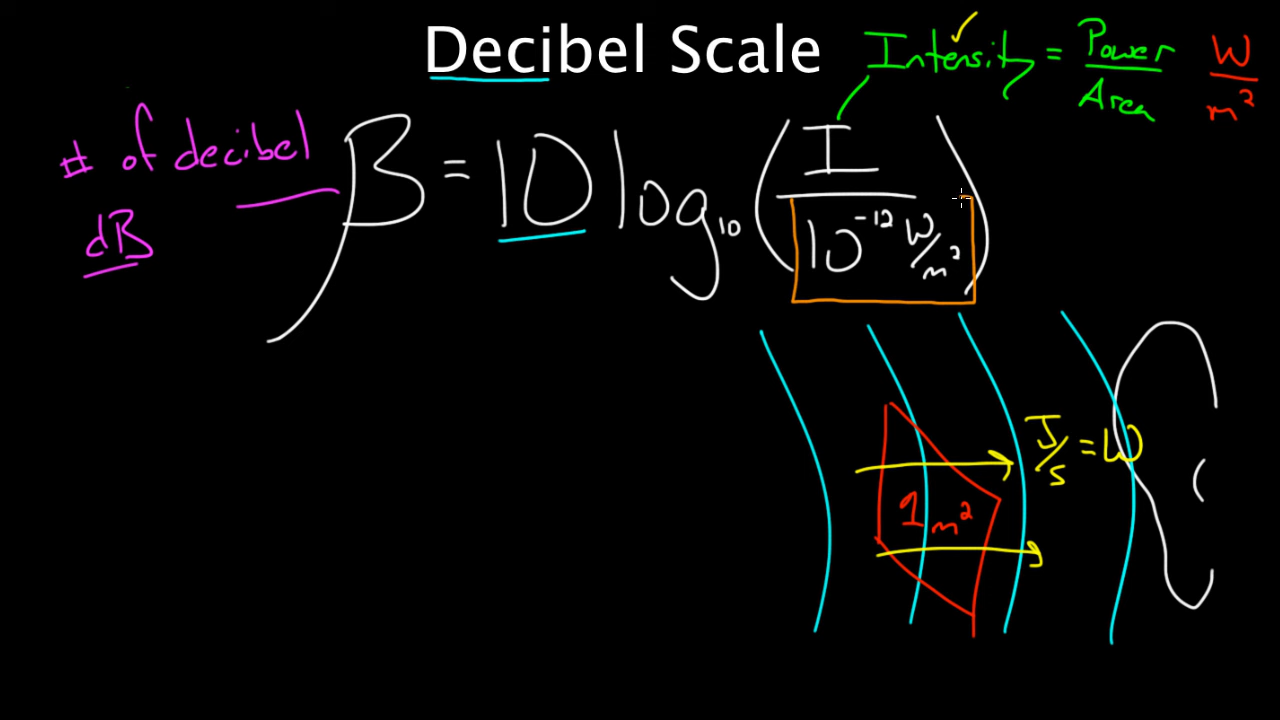 Decibel Scale
Intensity = Power / Area W / m²
# of decibel
dB
β = 10 log₁₀ ( I / 10⁻¹² W/m² )
J/s = W
1 m²